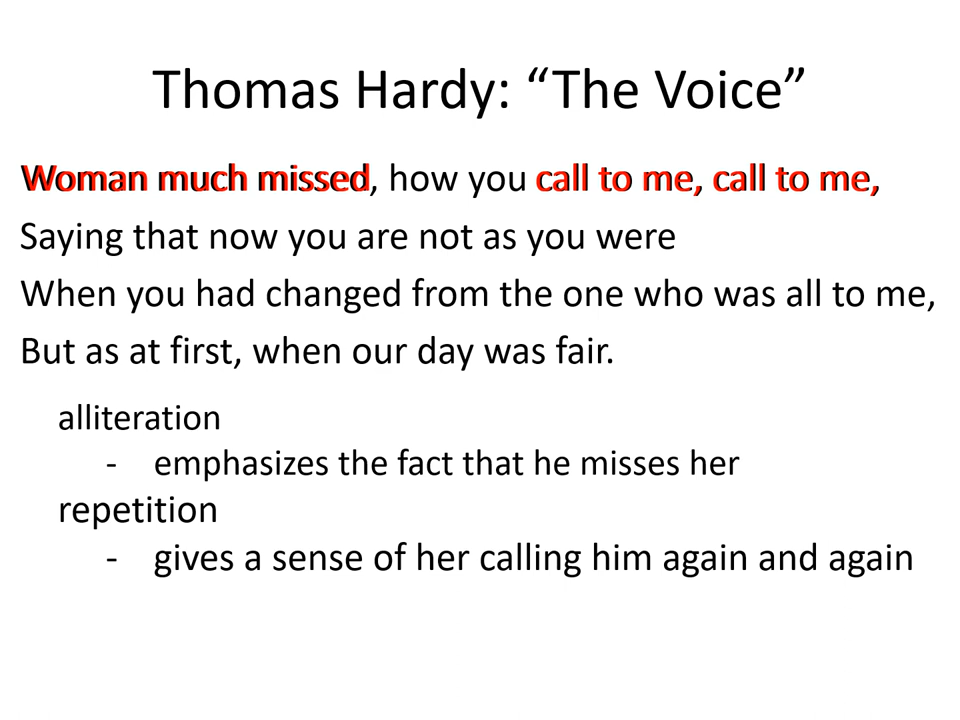 Thomas Hardy: “The Voice”
Woman much missed, how you call to me, call to me,
Saying that now you are not as you were
When you had changed from the one who was all to me,
But as at first, when our day was fair.
alliteration
- emphasizes the fact that he misses her
repetition
- gives a sense of her calling him again and again